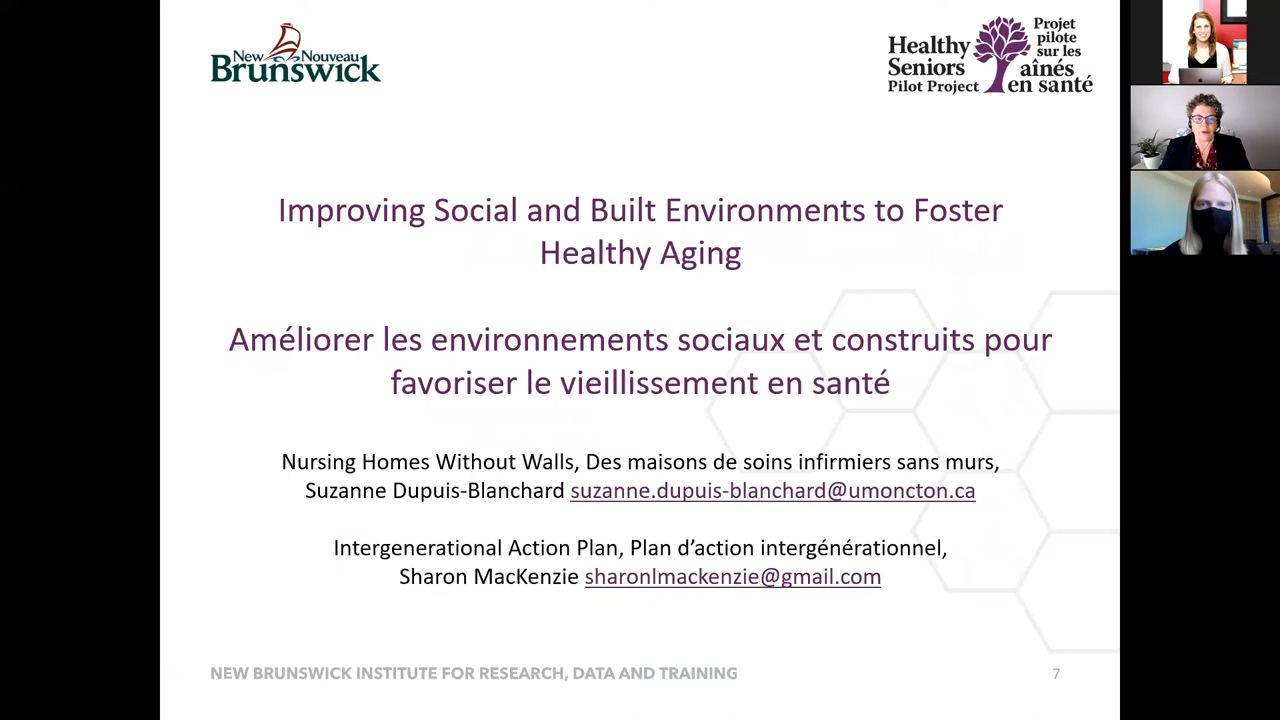 New Nouveau
Brunswick
Healthy
Seniors
Pilot Project
Projet
pilote
sur les
aînés
en santé
Improving Social and Built Environments to Foster
Healthy Aging
Améliorer les environnements sociaux et construits pour
favoriser le vieillissement en santé
Nursing Homes Without Walls, Des maisons de soins infirmiers sans murs,
Suzanne Dupuis-Blanchard suzanne.dupuis-blanchard@umoncton.ca
Intergenerational Action Plan, Plan d’action intergénérationnel,
Sharon MacKenzie sharonlmackenzie@gmail.com
NEW BRUNSWICK INSTITUTE FOR RESEARCH, DATA AND TRAINING
7